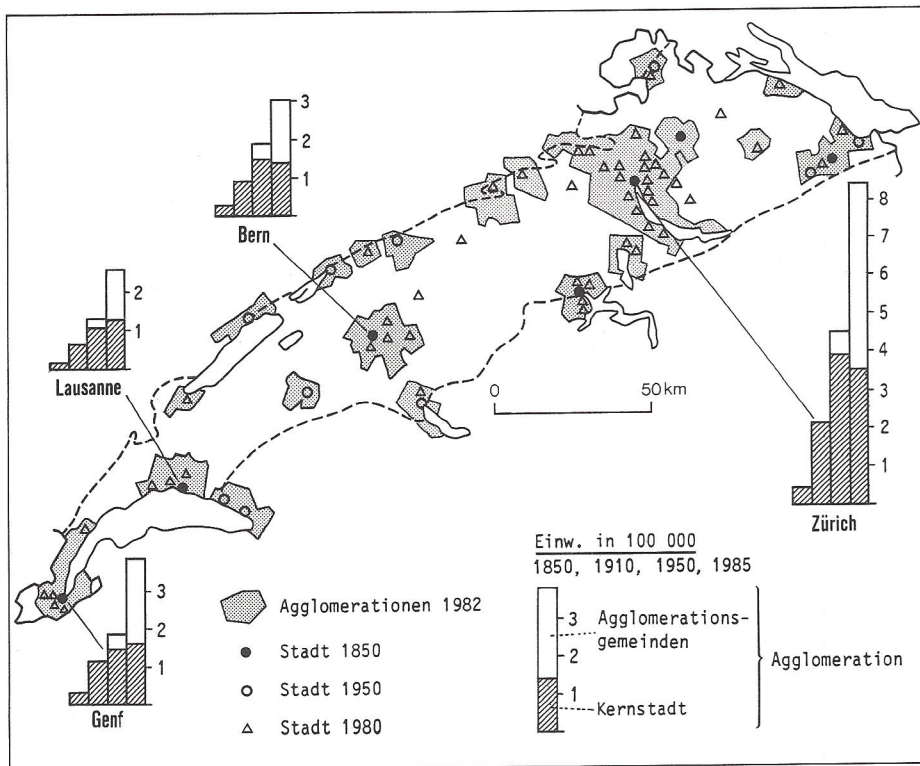 3
2
1
Bern
2
1
Lausanne
3
2
1
Genf
8
7
6
5
4
3
2
1
Zürich
0 50 km
Agglomerationen 1982
Stadt 1850
Stadt 1950
Stadt 1980
Einw. in 100 000
1850, 1910, 1950, 1985
3
2
1
Agglomerations-
gemeinden
Kernstadt
Agglomeration